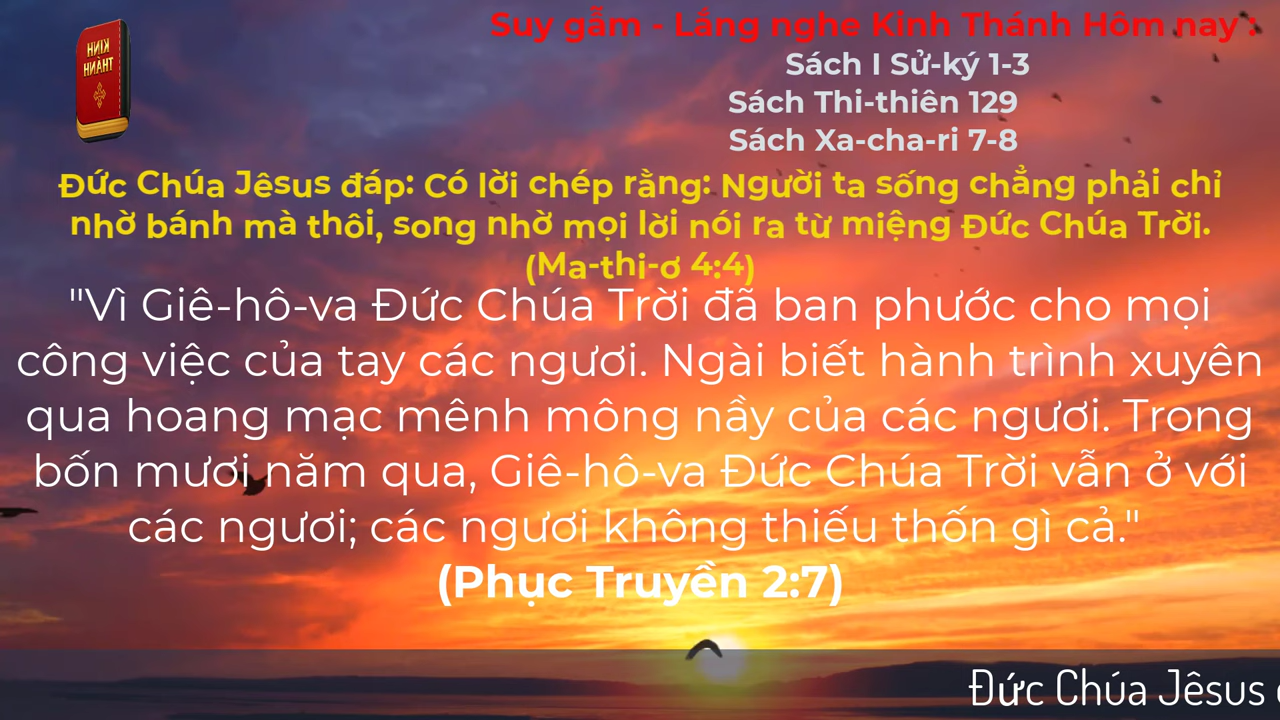 Suy gẫm - Lắng nghe Kinh Thánh Hôm nay :
Sách I Sử-ký 1-3
Sách Thi-thiên 129
Sách Xa-cha-ri 7-8
KINH
THÁNH
Đức Chúa Jêsus đáp: Có lời chép rằng: Người ta sống chẳng phải chỉ
nhờ bánh mà thôi, song nhờ mọi lời nói ra từ miệng Đức Chúa Trời.
(Ma-thi-ơ 4:4)
"Vì Giê-hô-va Đức Chúa Trời đã ban phước cho mọi
công việc của tay các ngươi. Ngài biết hành trình xuyên
qua hoang mạc mênh mông nầy của các ngươi. Trong
bốn mươi năm qua, Giê-hô-va Đức Chúa Trời vẫn ở với
các ngươi; các ngươi không thiếu thốn gì cả."
(Phục Truyền 2:7)
Đức Chúa Jêsus